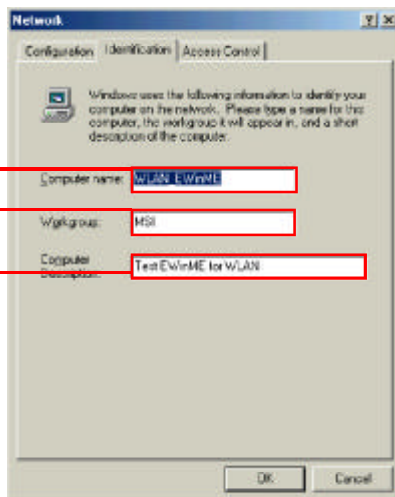 Network
Configuration Identification Access Control
Windows uses the following information to identify your
computer on the network. Please type a name for this
computer, the workgroup it will appear in, and a short
description of the computer.
Computer name: WLAN_EWinME
Workgroup: MSI
Computer
Description: Test EWinME for WLAN
OK Cancel